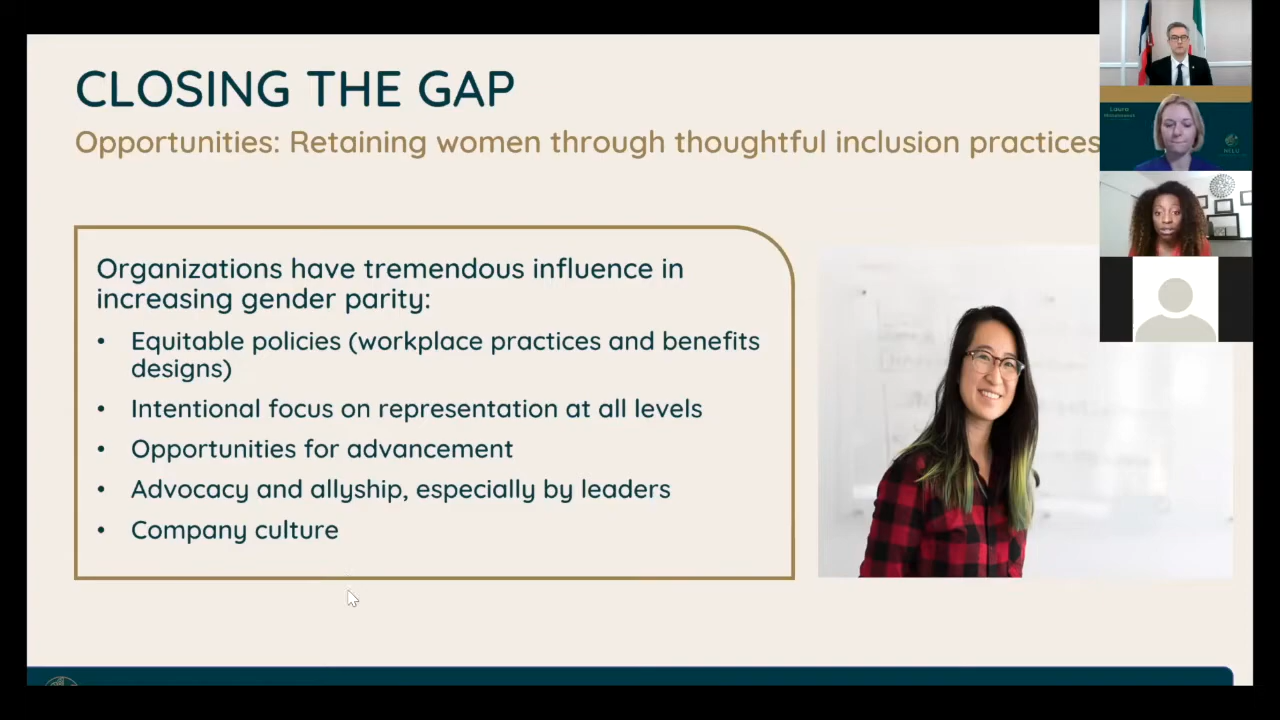 CLOSING THE GAP
Opportunities: Retaining women through thoughtful inclusion practices
Organizations have tremendous influence in
increasing gender parity:
• Equitable policies (workplace practices and benefits
designs)
• Intentional focus on representation at all levels
• Opportunities for advancement
• Advocacy and allyship, especially by leaders
• Company culture
Laura